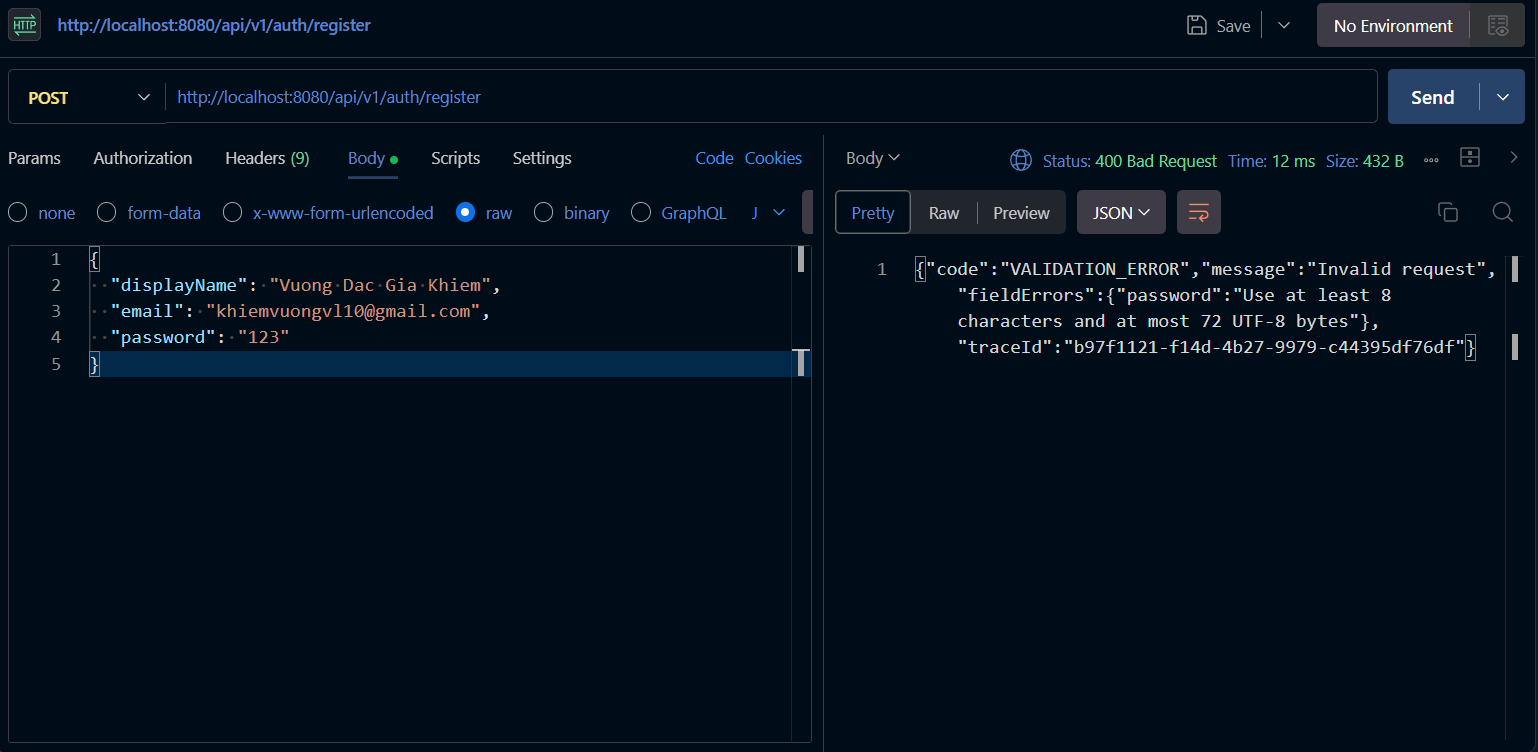 HTTP http://localhost:8080/api/v1/auth/register Save No Environment
POST http://localhost:8080/api/v1/auth/register Send
Params Authorization Headers (9) Body Scripts Settings Code Cookies
none form-data x-www-form-urlencoded raw binary GraphQL J
1 {
2 "displayName": "Vuong Dac Gia Khiem",
3 "email": "khiemvuongvl10@gmail.com",
4 "password": "123"
5 }
Body Status: 400 Bad Request Time: 12 ms Size: 432 B
Pretty Raw Preview JSON
1 {"code":"VALIDATION_ERROR","message":"Invalid request",
"fieldErrors":{"password":"Use at least 8
characters and at most 72 UTF-8 bytes"},
"traceId":"b97f1121-f14d-4b27-9979-c44395df76df"}